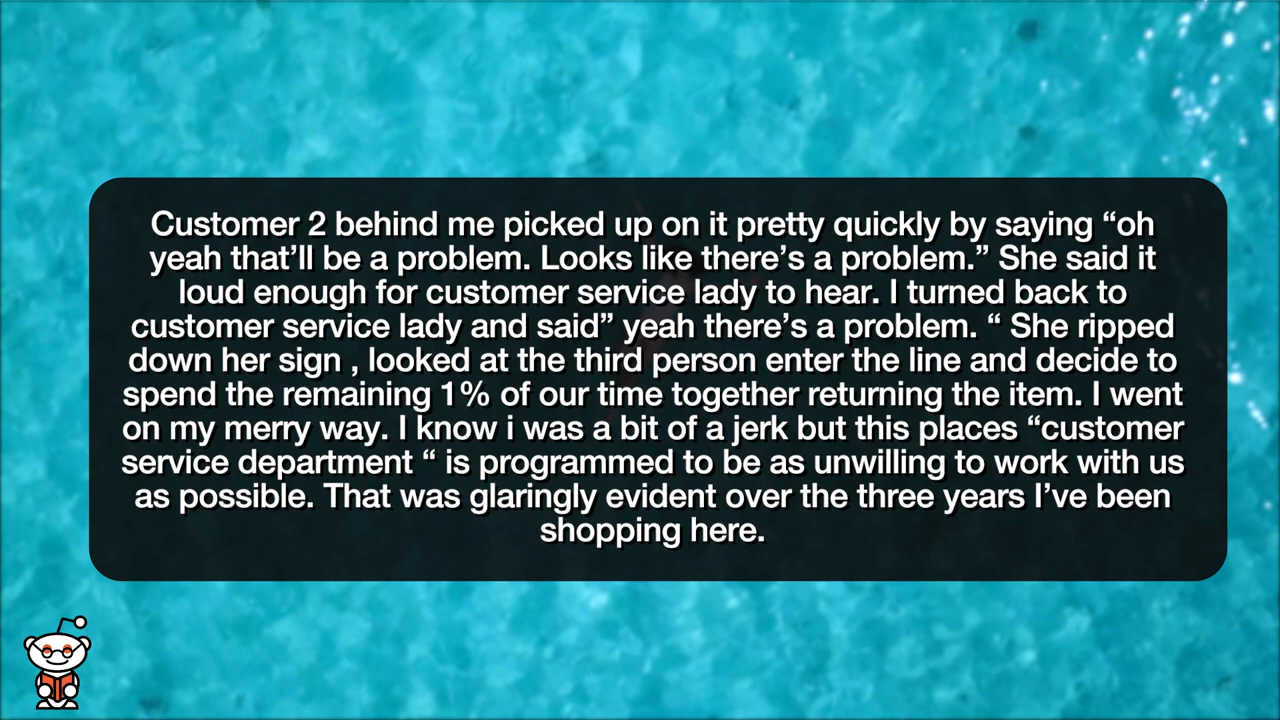 Customer 2 behind me picked up on it pretty quickly by saying “oh
yeah that’ll be a problem. Looks like there’s a problem.” She said it
loud enough for customer service lady to hear. I turned back to
customer service lady and said” yeah there’s a problem. “ She ripped
down her sign , looked at the third person enter the line and decide to
spend the remaining 1% of our time together returning the item. I went
on my merry way. I know i was a bit of a jerk but this places “customer
service department “ is programmed to be as unwilling to work with us
as possible. That was glaringly evident over the three years I’ve been
shopping here.